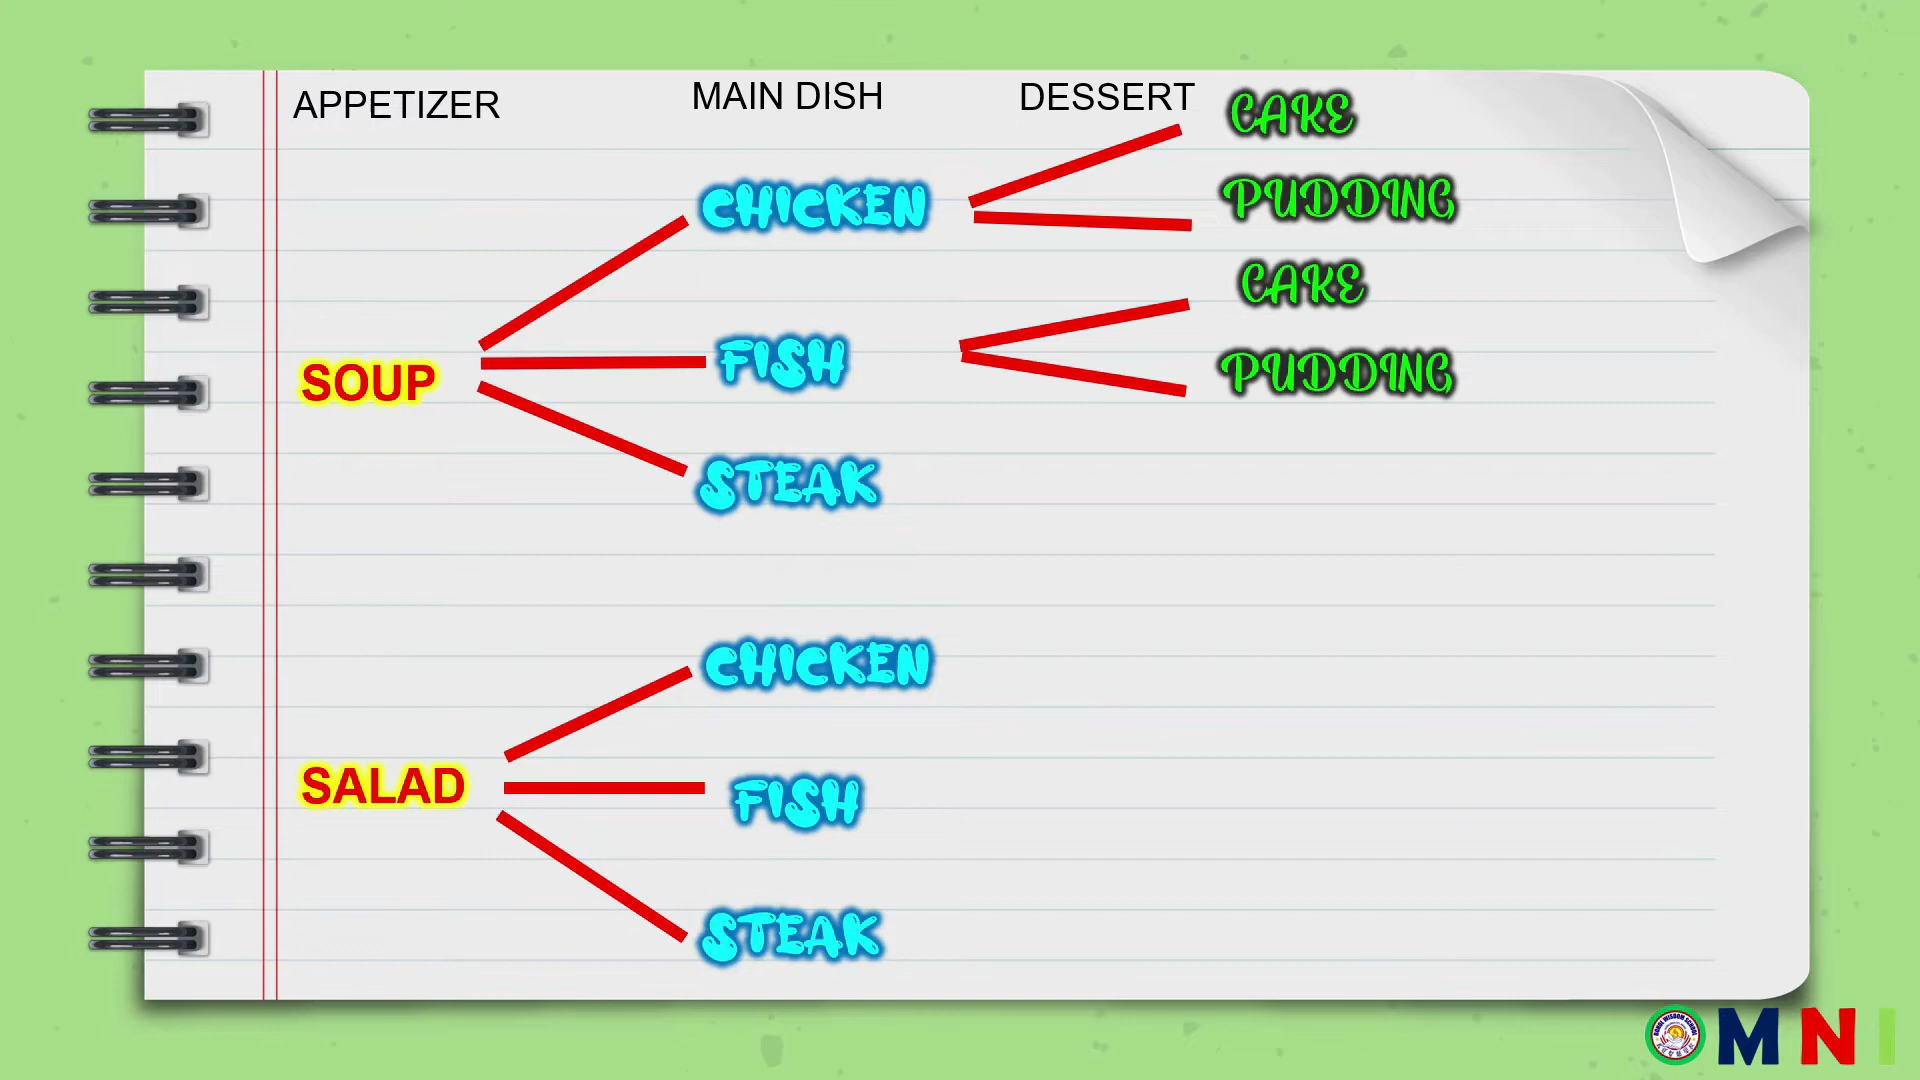 APPETIZER MAIN DISH DESSERT
CAKE
CHICKEN PUDDING
CAKE
SOUP FISH PUDDING
STEAK
CHICKEN
SALAD FISH
STEAK
MNI